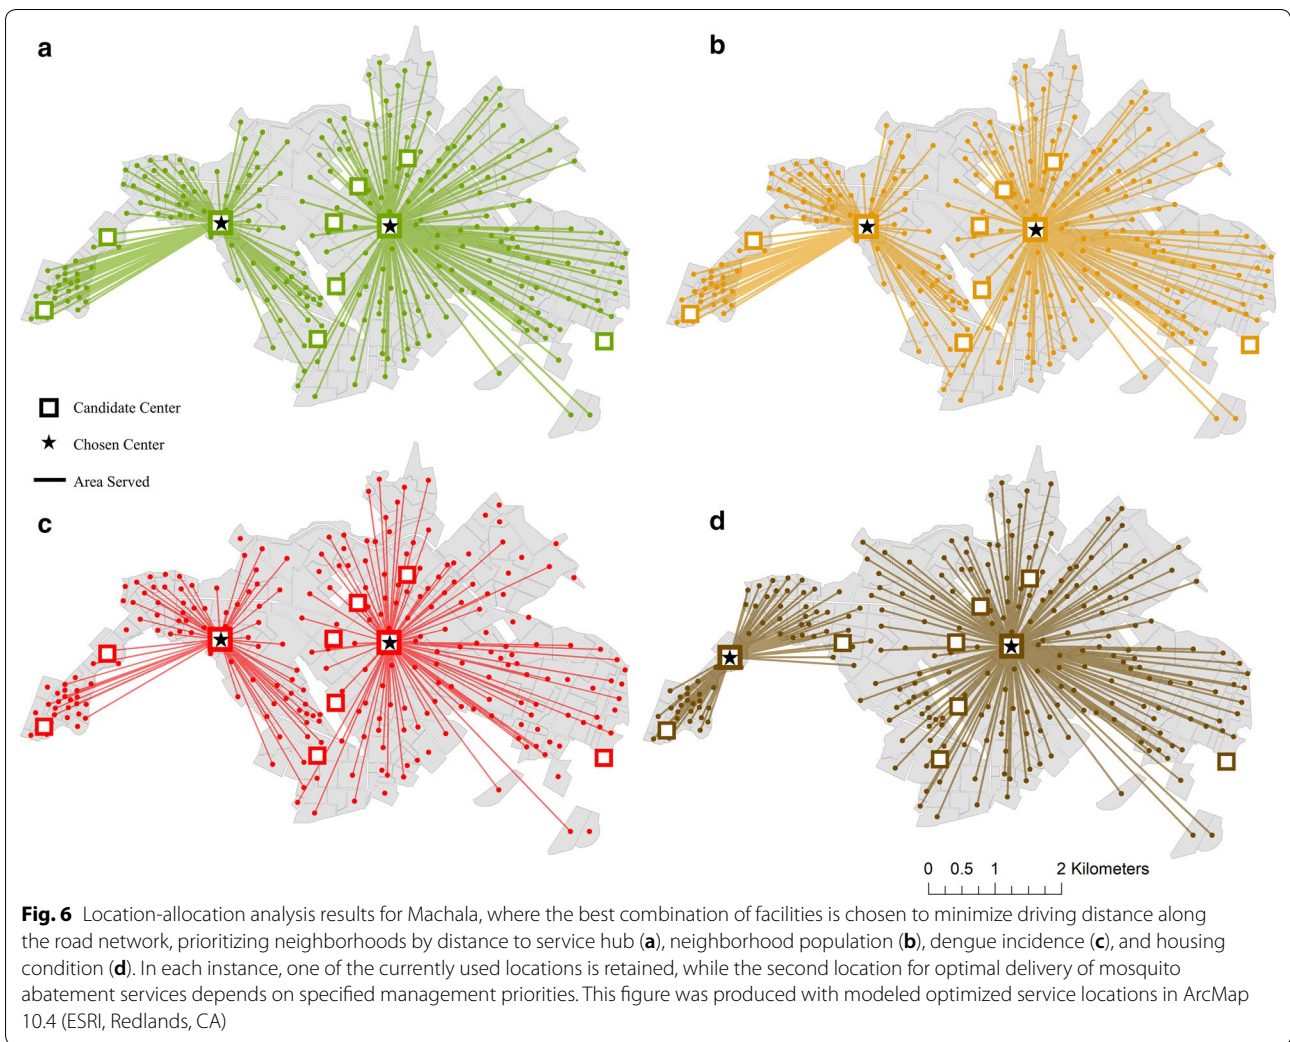 a
b
Candidate Center
Chosen Center
Area Served
c
d
0 0.5 1 2 Kilometers
Fig. 6 Location-allocation analysis results for Machala, where the best combination of facilities is chosen to minimize driving distance along
the road network, prioritizing neighborhoods by distance to service hub (a), neighborhood population (b), dengue incidence (c), and housing
condition (d). In each instance, one of the currently used locations is retained, while the second location for optimal delivery of mosquito
abatement services depends on specified management priorities. This figure was produced with modeled optimized service locations in ArcMap
10.4 (ESRI, Redlands, CA)